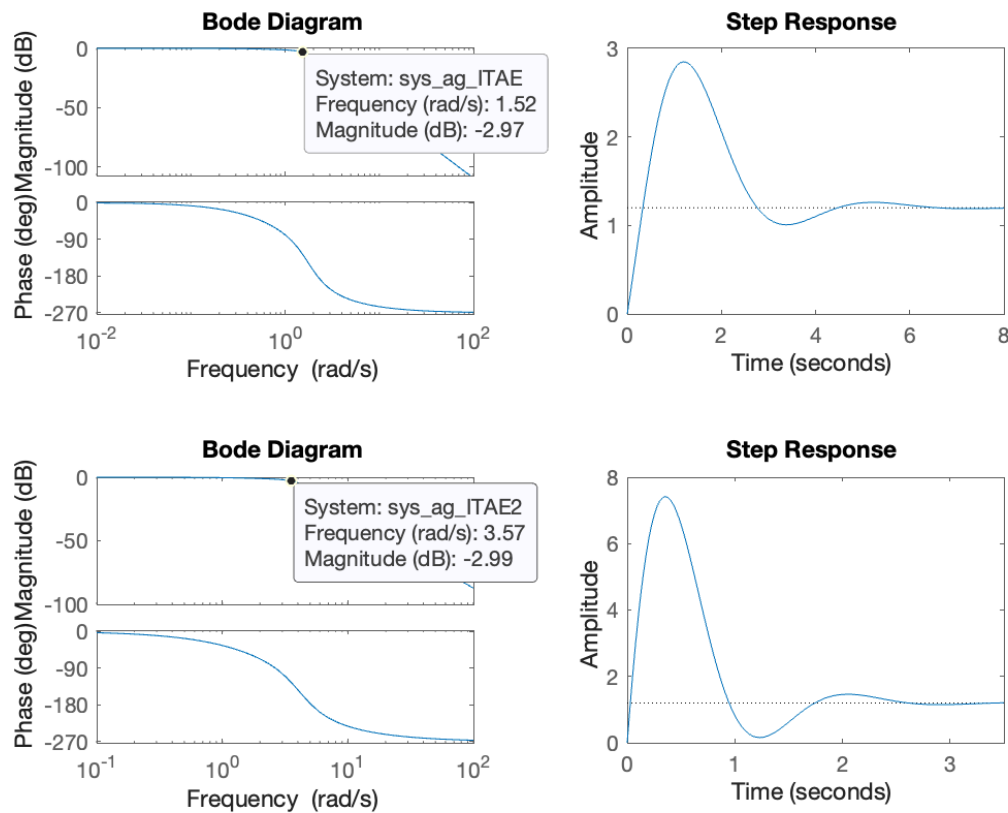 Bode Diagram
Magnitude (dB)
0
-50
-100
System: sys_ag_ITAE
Frequency (rad/s): 1.52
Magnitude (dB): -2.97
Phase (deg)
0
-90
-180
-270
10^-2
10^0
10^2
Frequency (rad/s)
Step Response
Amplitude
3
2
1
0
0
2
4
6
8
Time (seconds)
Bode Diagram
Magnitude (dB)
0
-50
-100
System: sys_ag_ITAE2
Frequency (rad/s): 3.57
Magnitude (dB): -2.99
Phase (deg)
0
-90
-180
-270
10^-1
10^0
10^1
10^2
Frequency (rad/s)
Step Response
Amplitude
8
6
4
2
0
0
1
2
3
Time (seconds)